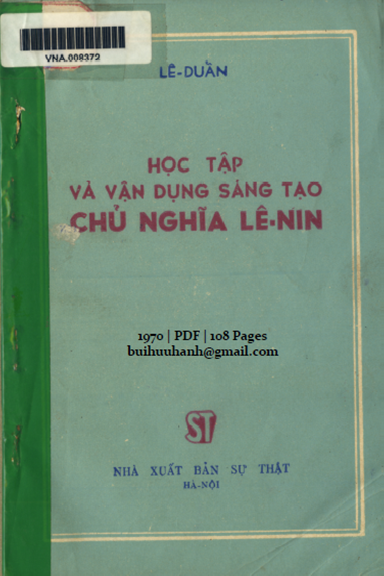 VNA.008372
LÊ-DUẨN
HỌC TẬP
VÀ VẬN DỤNG SÁNG TẠO
CHỦ NGHĨA LÊ-NIN
1970 | PDF | 108 Pages
buihuuhanh@gmail.com
ST
NHÀ XUẤT BẢN SỰ THẬT
HÀ-NỘI